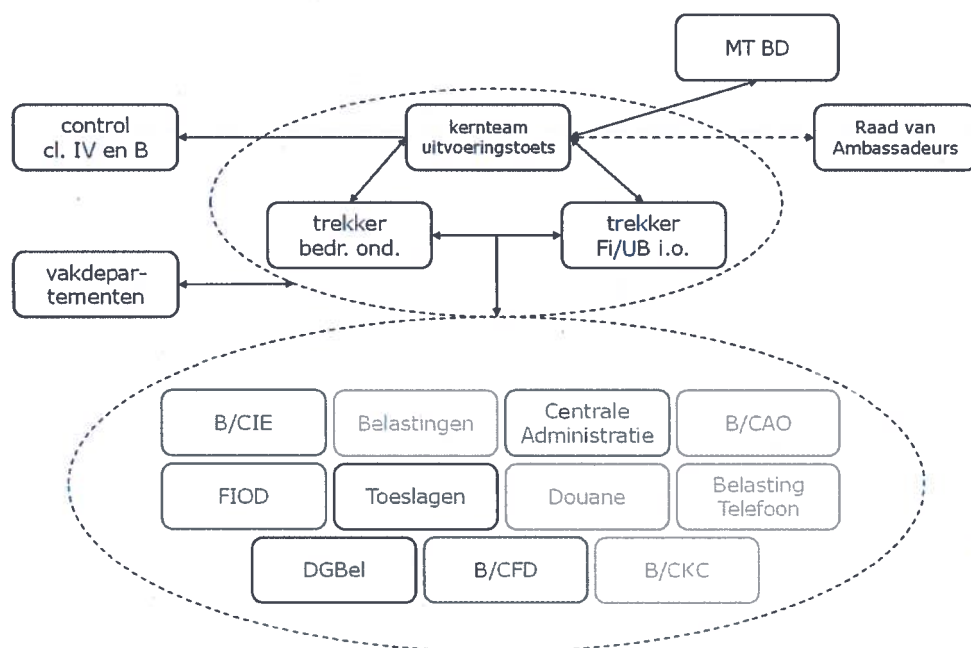 MT BD
control
cl. IV en B
kernteam
uitvoeringstoets
Raad van
Ambassadeurs
trekker
bedr. ond.
trekker
Fi/UB i.o.
vakdepar-
tementen
B/CIE
Belastingen
Centrale
Administratie
B/CAO
FIOD
Toeslagen
Douane
Belasting
Telefoon
DGBel
B/CFD
B/CKC